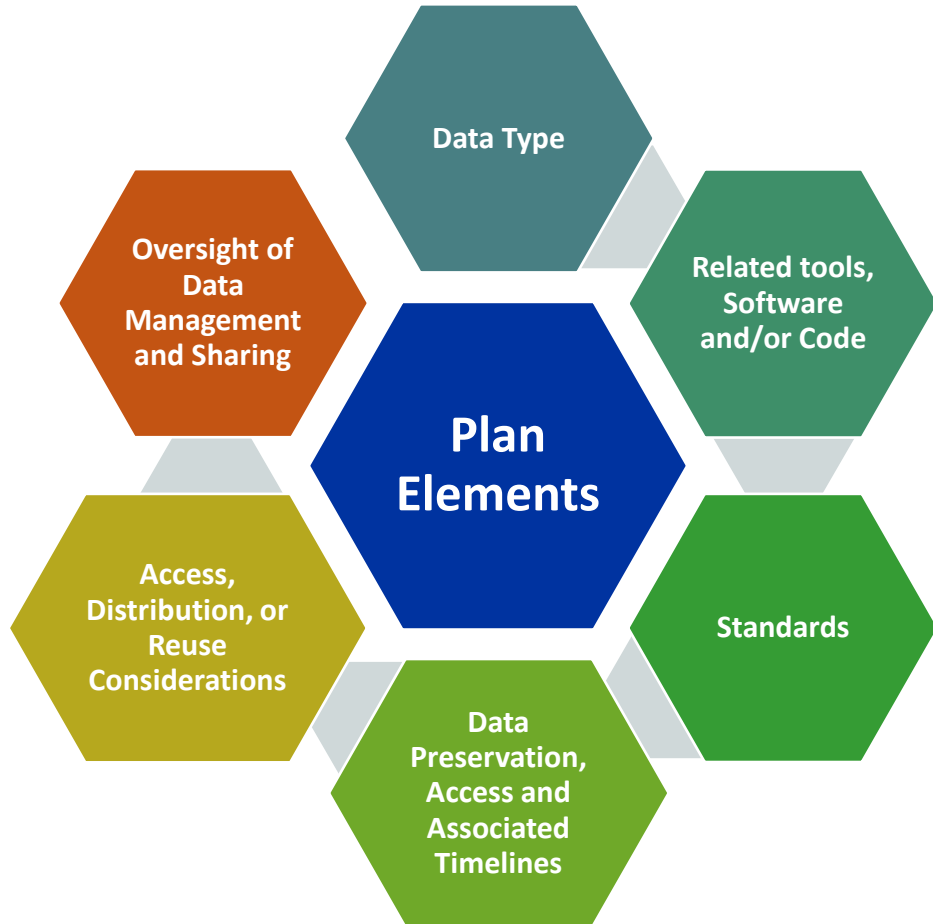 Data Type
Related tools,
Software
and/or Code
Standards
Data
Preservation,
Access and
Associated
Timelines
Access,
Distribution, or
Reuse
Considerations
Oversight of
Data
Management
and Sharing
Plan
Elements